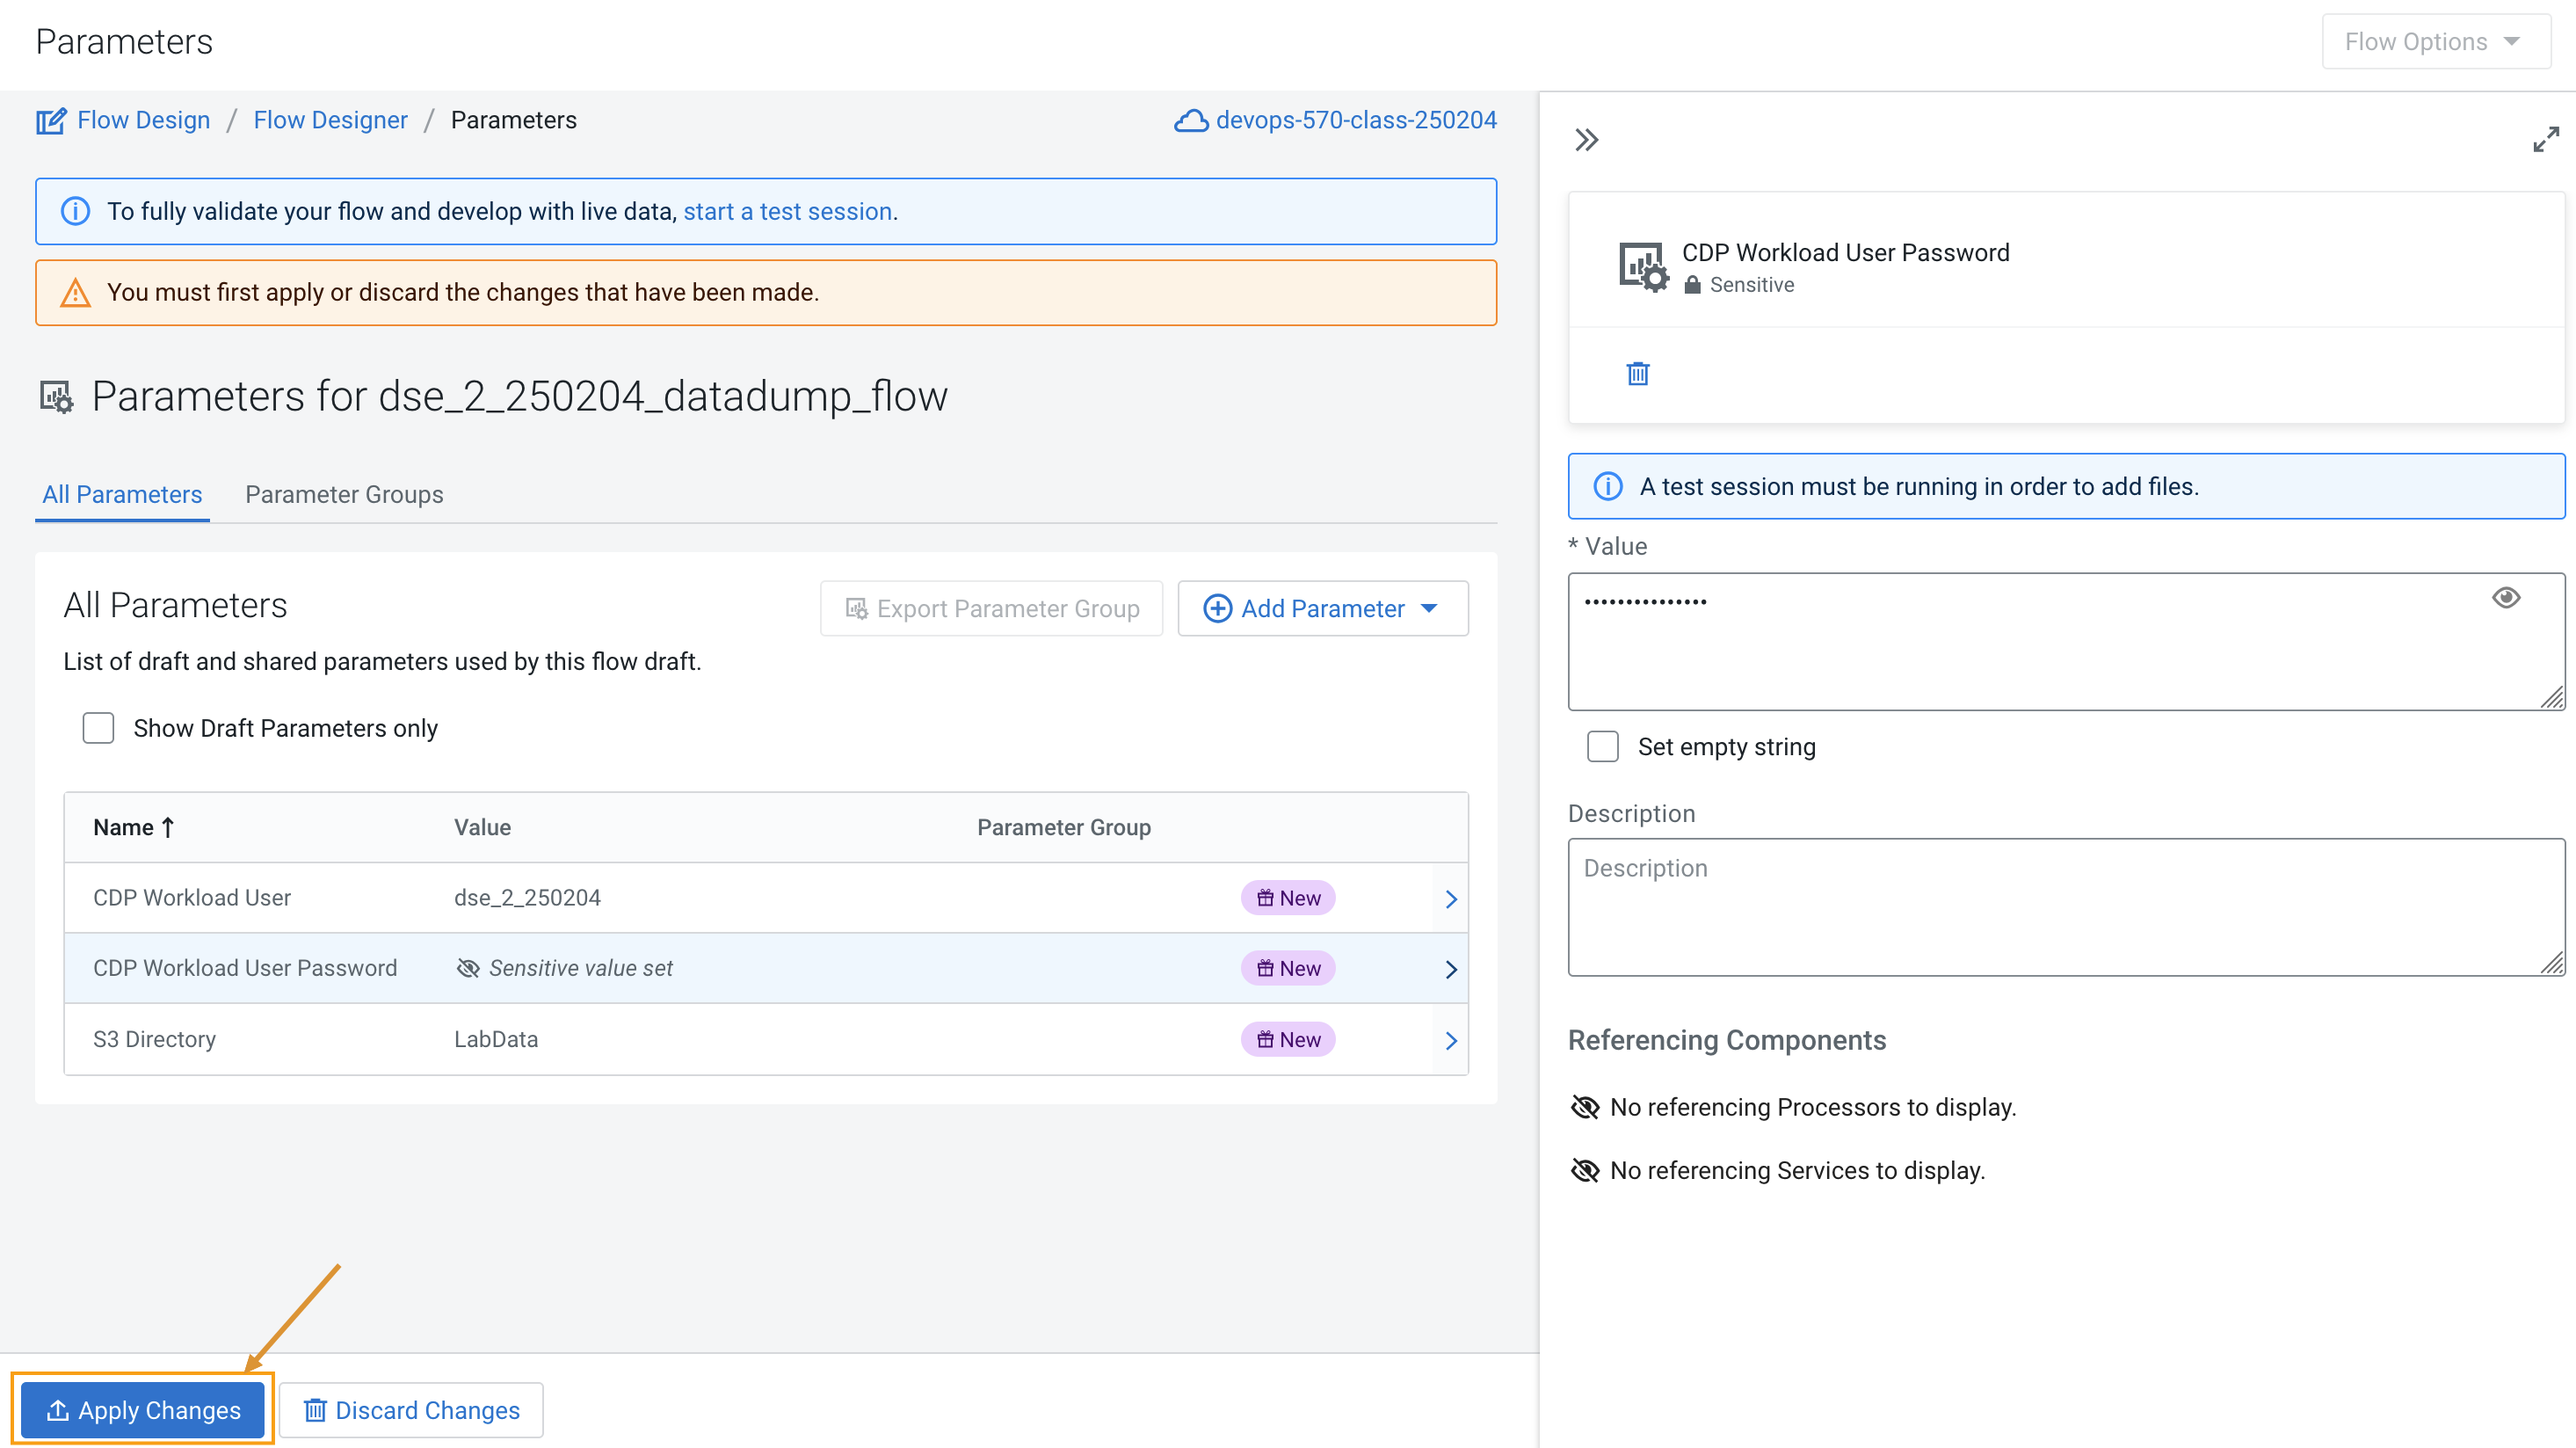 Parameters
Flow Options
Flow Design / Flow Designer / Parameters
devops-570-class-250204
To fully validate your flow and develop with live data, start a test session.
You must first apply or discard the changes that have been made.
Parameters for dse_2_250204_datadump_flow
All Parameters
Parameter Groups
All Parameters
Export Parameter Group
Add Parameter
List of draft and shared parameters used by this flow draft.
Show Draft Parameters only
Name Value Parameter Group
CDP Workload User dse_2_250204 New
CDP Workload User Password Sensitive value set New
S3 Directory LabData New
Apply Changes
Discard Changes
CDP Workload User Password
Sensitive
A test session must be running in order to add files.
* Value
•••••••••••••••
Set empty string
Description
Description
Referencing Components
No referencing Processors to display.
No referencing Services to display.